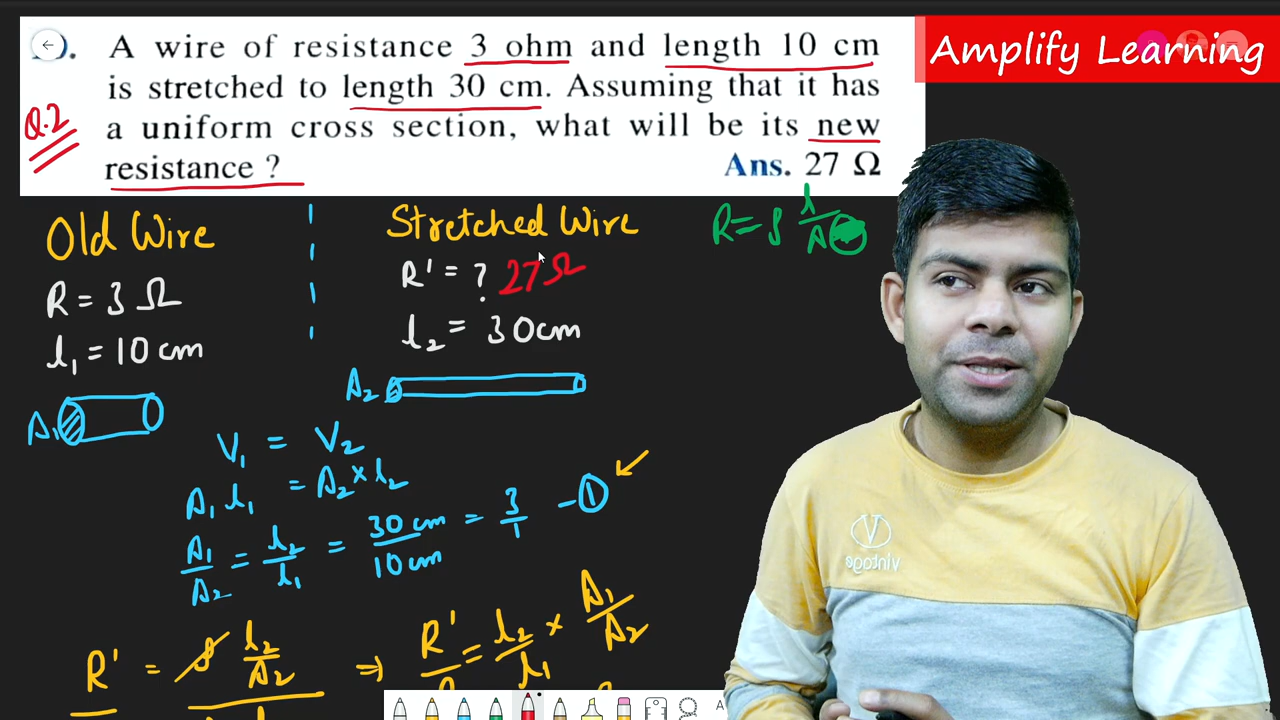 A wire of resistance 3 ohm and length 10 cm
is stretched to length 30 cm. Assuming that it has
a uniform cross section, what will be its new
resistance ?
Ans. 27 Ω
Q.2
Amplify Learning
Old Wire
R = 3 Ω
l₁ = 10 cm
A₁
Stretched Wire
R' = ? 27 Ω
l₂ = 30cm
A₂
R = ρ l/A
V₁ = V₂
A₁ l₁ = A₂ × l₂
A₁/A₂ = l₂/l₁ = 30 cm/10 cm = 3/1 - ①
R' = ρ l₂/A₂
⇒ R' = l₂/l₁ × A₁/A₂
vintage